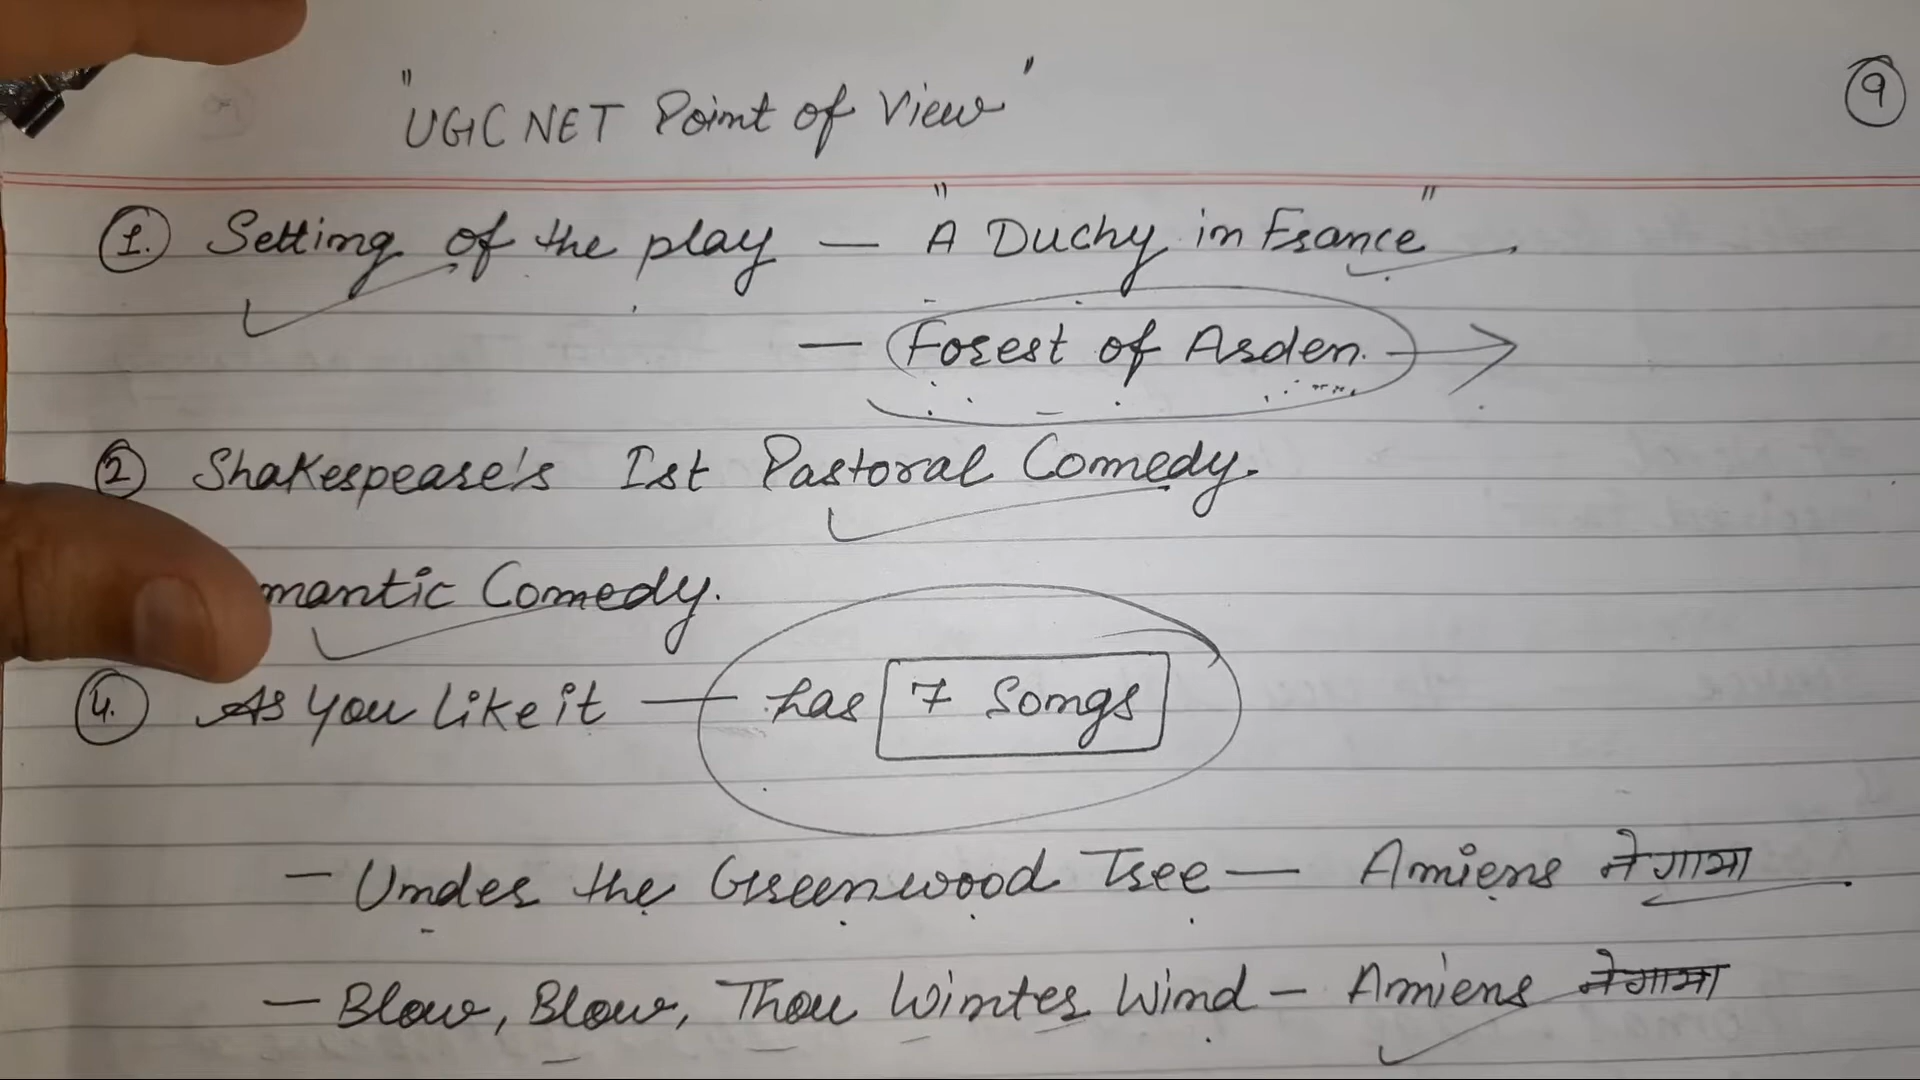 "UGC NET Point of View"
9
1. Setting of the play — "A Duchy in France"
— Forest of Arden.
2 Shakespeare's Ist Pastoral Comedy.
mantic Comedy.
4. As You Like it — has 7 Songs
— Under the Greenwood Tree — Amiens ने गाया
— Blow, Blow, Thou Winter Wind – Amiens ने गाया